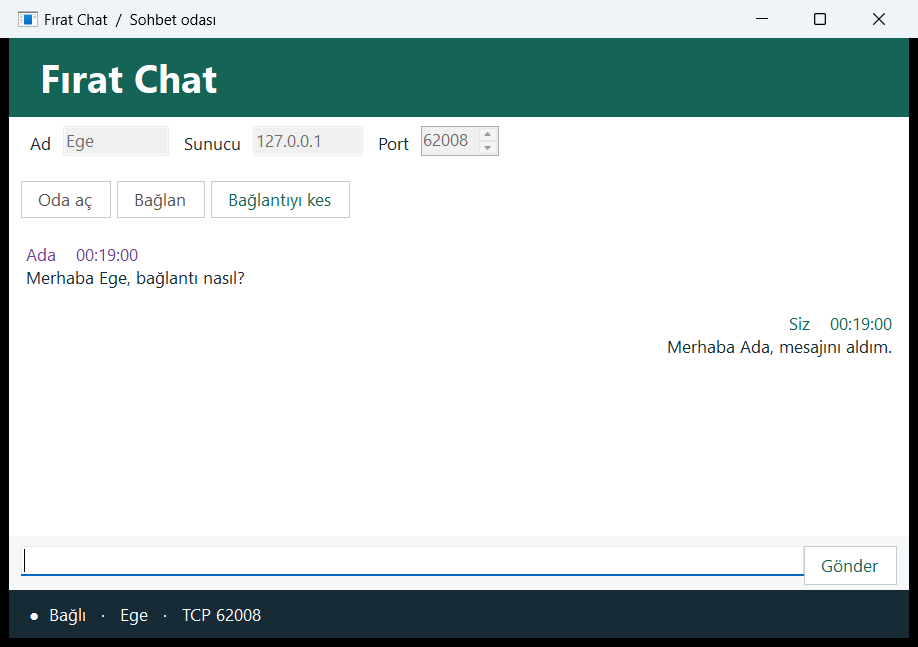 Fırat Chat / Sohbet odası
Fırat Chat
Ad Ege Sunucu 127.0.0.1 Port 62008
Oda aç Bağlan Bağlantıyı kes
Ada 00:19:00
Merhaba Ege, bağlantı nasıl?
Siz 00:19:00
Merhaba Ada, mesajını aldım.
Gönder
● Bağlı · Ege · TCP 62008